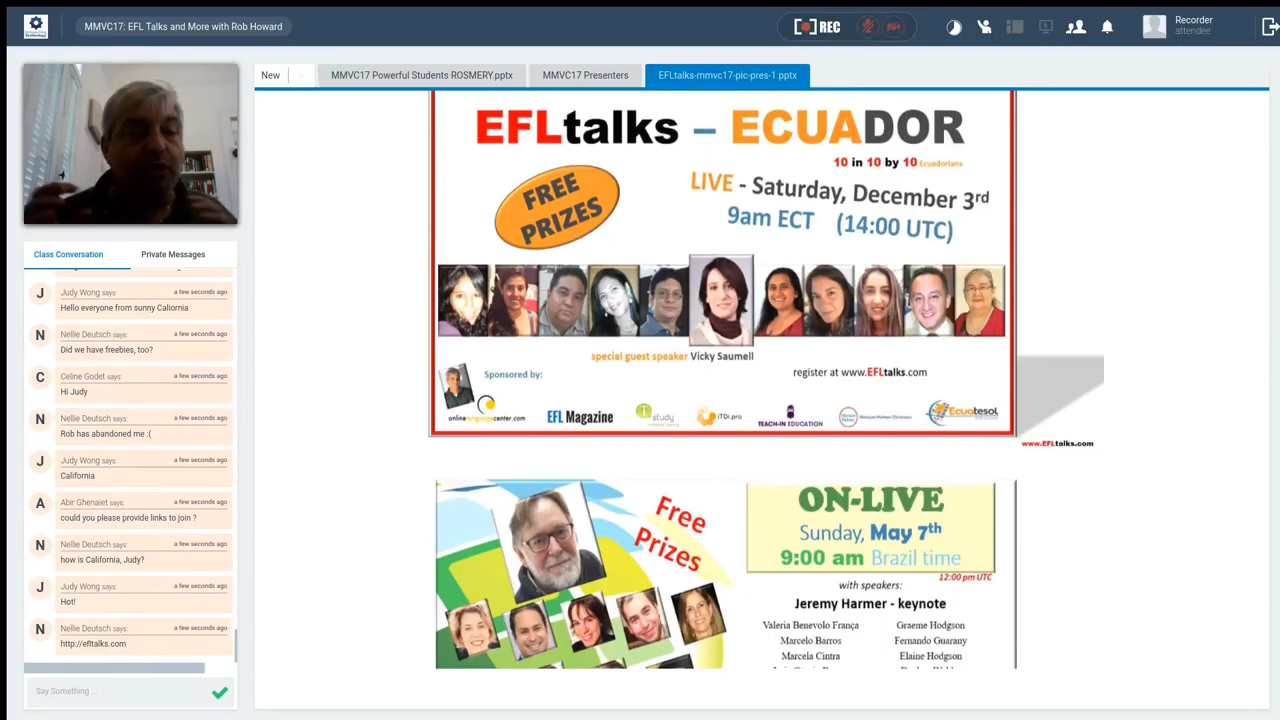 MMVC17: EFL Talks and More with Rob Howard
REC
Recorder
attendee
New
MMVC17 Powerful Students ROSMERY.pptx
MMVC17 Presenters
EFLtalks-mmvc17-pic-pres-1.pptx
Class Conversation
Private Messages
J
Judy Wong says:
a few seconds ago
Hello everyone from sunny Caliornia
N
Nellie Deutsch says:
a few seconds ago
Did we have freebies, too?
C
Celine Godet says:
a few seconds ago
Hi Judy
N
Nellie Deutsch says:
a few seconds ago
Rob has abandoned me :(
J
Judy Wong says:
a few seconds ago
California
A
Abir Ghenaiet says:
a few seconds ago
could you please provide links to join ?
N
Nellie Deutsch says:
a few seconds ago
how is California, Judy?
J
Judy Wong says:
a few seconds ago
Hot!
N
Nellie Deutsch says:
a few seconds ago
http://efltalks.com
Say Something ...
EFLtalks – ECUADOR
10 in 10 by 10 Ecuadorians
FREE
PRIZES
LIVE - Saturday, December 3rd
9am ECT (14:00 UTC)
special guest speaker Vicky Saumell
Sponsored by:
register at www.EFLtalks.com
onlinelanguagecenter.com
EFL Magazine
study
iTDi.pro
TEACH-IN EDUCATION
Ecuatesol
www.EFLtalks.com
Free
Prizes
ON-LIVE
Sunday, May 7th
9:00 am Brazil time
12:00 pm UTC
with speakers:
Jeremy Harmer - keynote
Valeria Benevolo França
Graeme Hodgson
Marcelo Barros
Fernando Guarany
Marcela Cintra
Elaine Hodgson